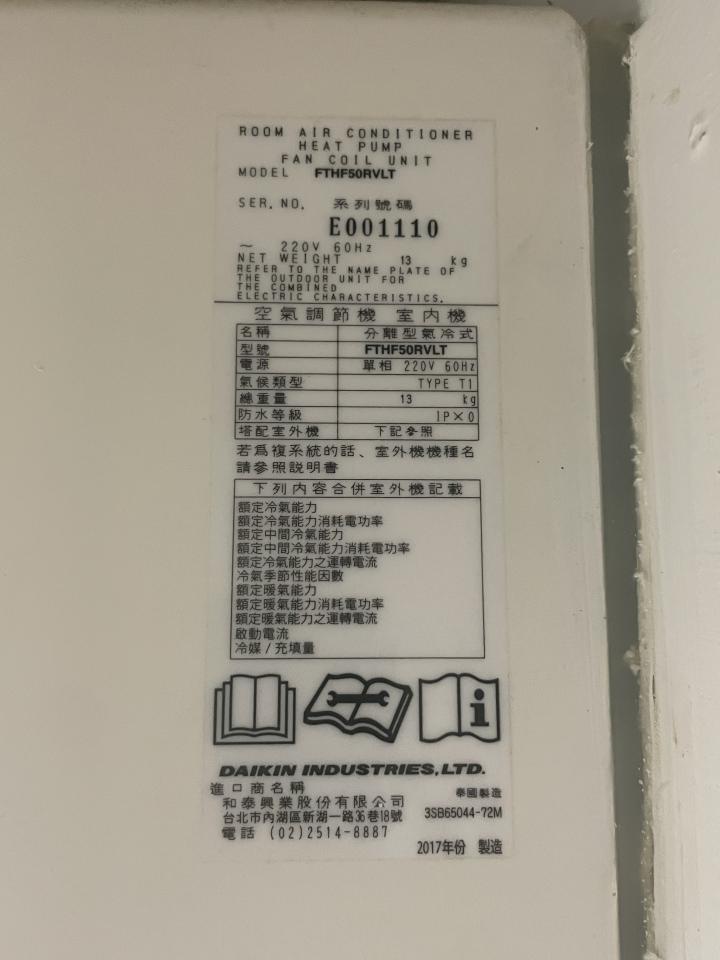 ROOM AIR CONDITIONER
HEAT PUMP
FAN COIL UNIT
MODEL FTHF50RVLT
SER. NO. 系列號碼
E001110
~ 220V 60Hz
NET WEIGHT 13 kg
REFER TO THE NAME PLATE OF
THE OUTDOOR UNIT FOR
THE COMBINED
ELECTRIC CHARACTERISTICS.
空氣調節機 室內機
名稱 分離型氣冷式
型號 FTHF50RVLT
電源 單相 220V 60Hz
氣候類型 TYPE T1
總重量 13 kg
防水等級 IP×0
塔配室外機 下記參照
若爲複系統的話、室外機機種名
請參照説明書
下列內容合併室外機記載
額定冷氣能力
額定冷氣能力消耗電功率
額定中間冷氣能力
額定中間冷氣能力消耗電功率
額定冷氣能力之運轉電流
冷氣季節性能因數
額定暖氣能力
額定暖氣能力消耗電功率
額定暖氣能力之運轉電流
啟動電流
冷媒/充填量
DAIKIN INDUSTRIES, LTD.
進口商名稱
和泰興業股份有限公司
台北市內湖區新湖一路36巷18號
電話 (02)2514-8887
泰國製造
3SB65044-72M
2017年份 製造